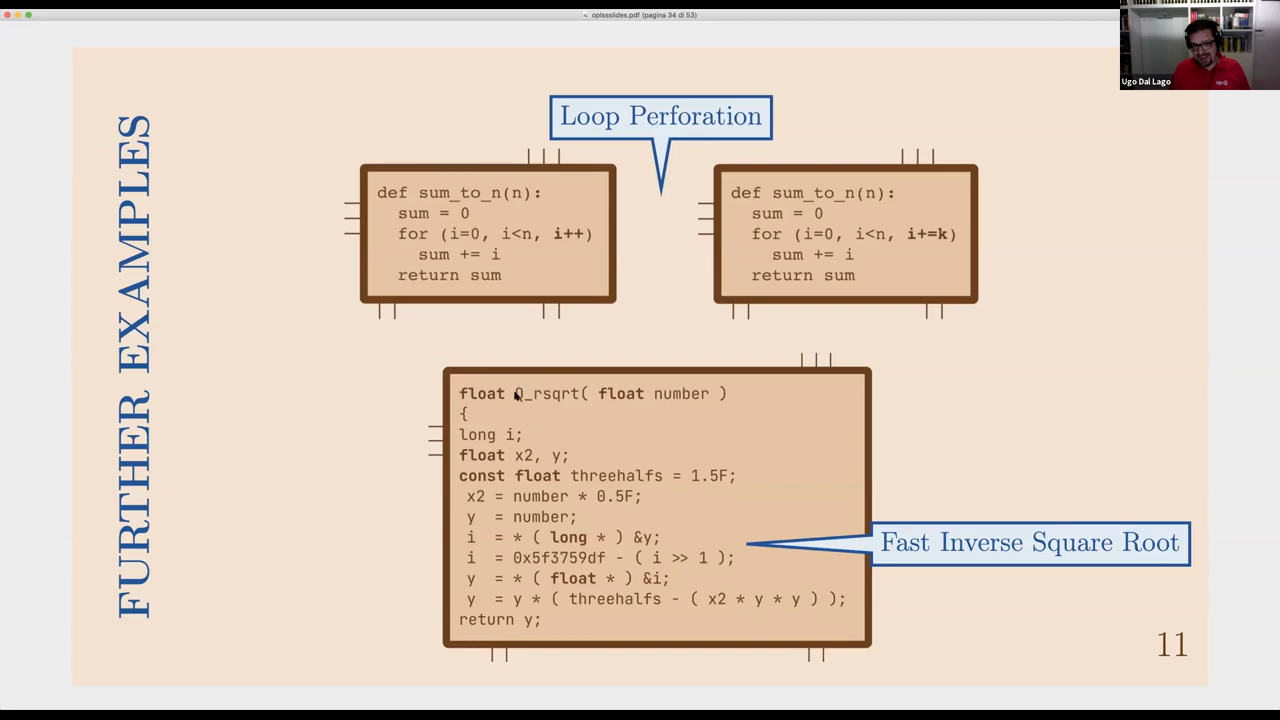 opissslides.pdf (pagina 34 di 53)
Ugo Dal Lago
FURTHER EXAMPLES
Loop Perforation
def sum_to_n(n):
sum = 0
for (i=0, i<n, i++)
sum += i
return sum
def sum_to_n(n):
sum = 0
for (i=0, i<n, i+=k)
sum += i
return sum
float Q_rsqrt( float number )
{
long i;
float x2, y;
const float threehalfs = 1.5F;
x2 = number * 0.5F;
y = number;
i = * ( long * ) &y;
i = 0x5f3759df - ( i >> 1 );
y = * ( float * ) &i;
y = y * ( threehalfs - ( x2 * y * y ) );
return y;
Fast Inverse Square Root
11